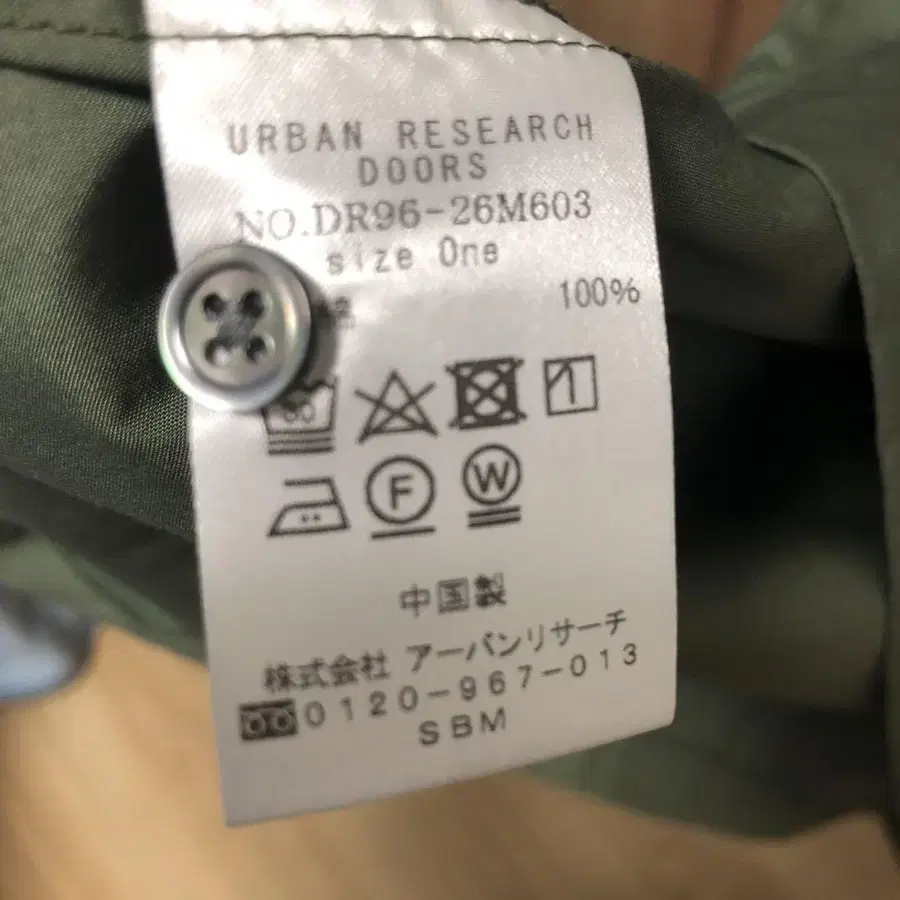 URBAN RESEARCH
DOORS
NO.DR96-26M603
size One
100%
F W
中国製
株式会社 アーバンリサーチ
0120-967-013
SBM